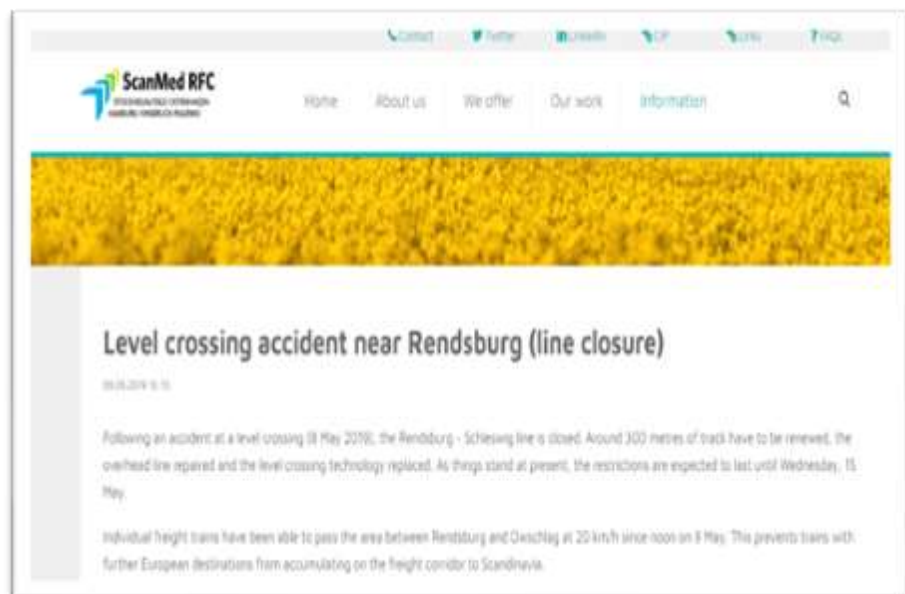 Contact Twitter LinkedIn CIP Links ? FAQs
ScanMed RFC
Home About us We offer Our work Information
Level crossing accident near Rendsburg (line closure)
Following an accident at a level crossing (8 May 2019), the Rendsburg - Schleswig line is closed. Around 300 metres of track have to be renewed, the
overhead line repaired and the level crossing technology replaced. As things stand at present, the restrictions are expected to last until Wednesday, 15
May.
Individual freight trains have been able to pass the area between Rendsburg and Owschlag at 20 km/h since noon on 9 May. This prevents trains with
further European destinations from accumulating on the freight corridor to Scandinavia.